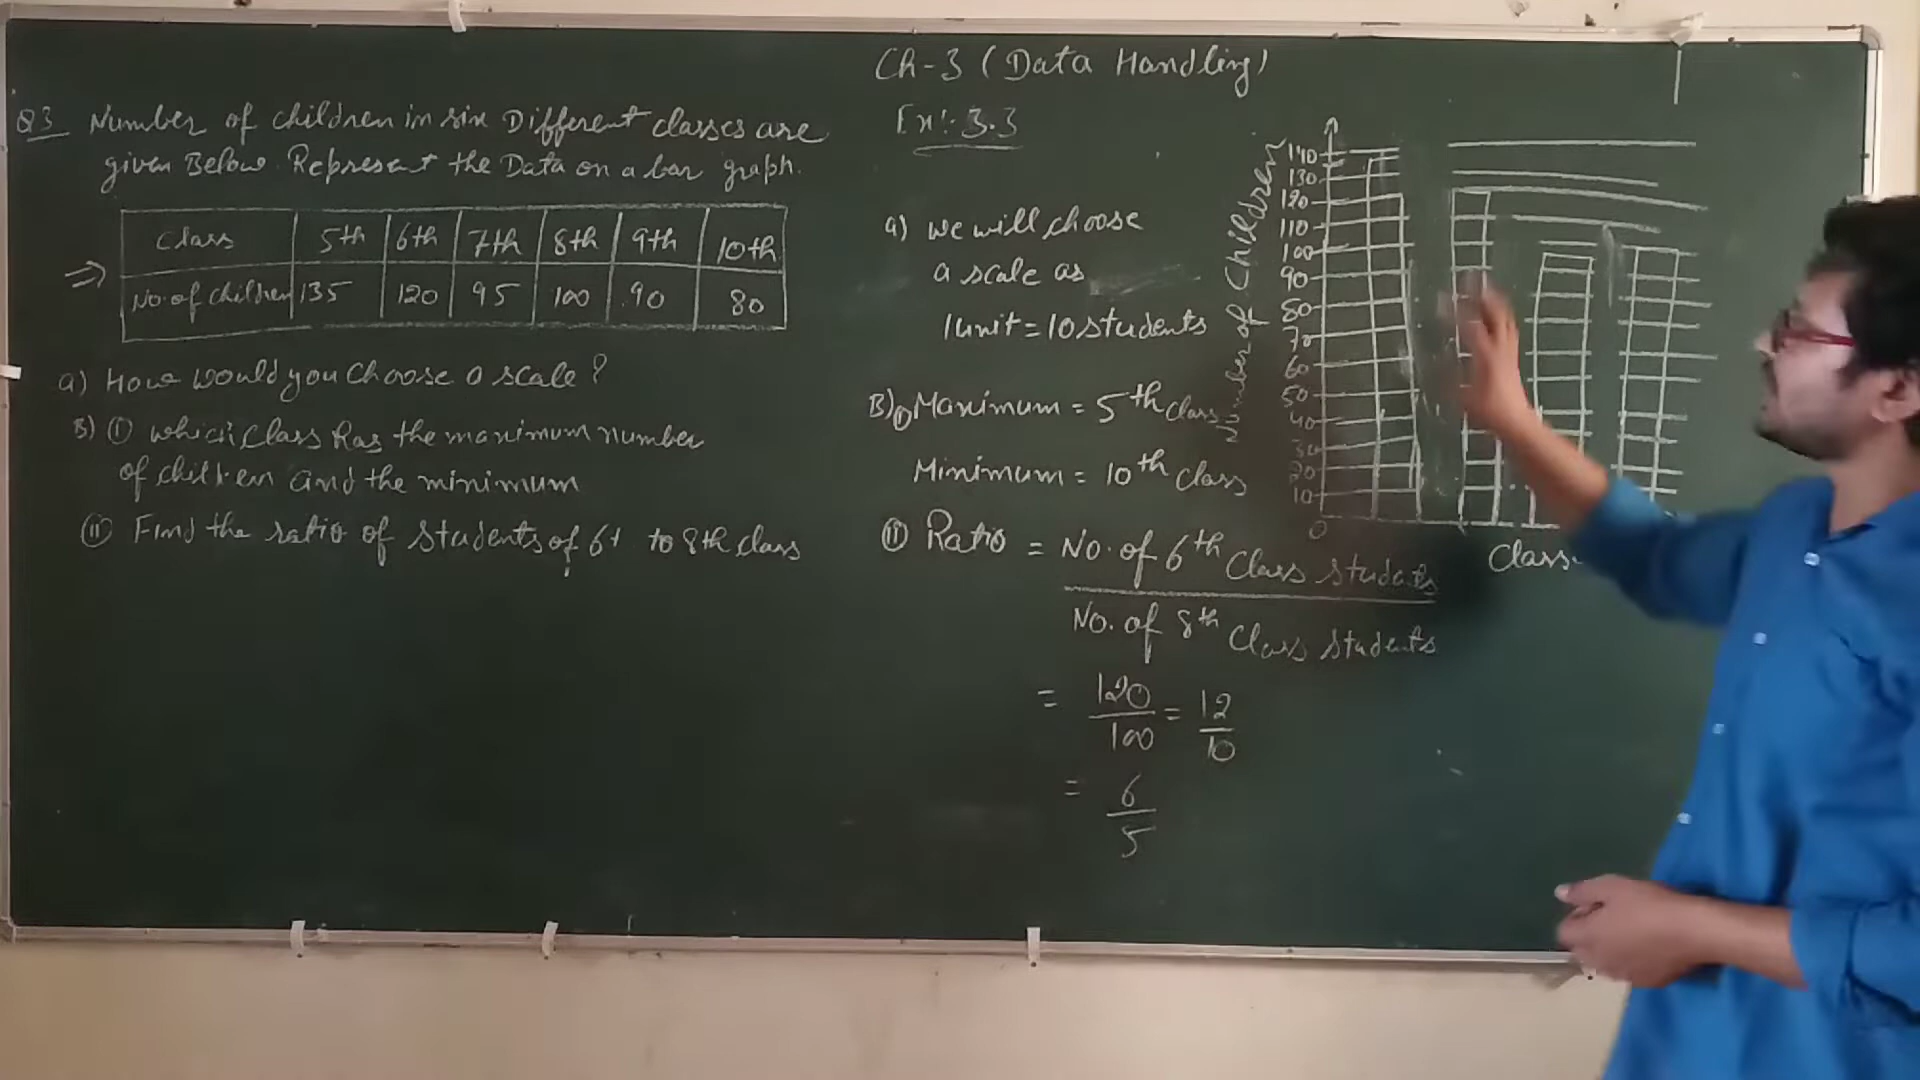 Ch-3 (Data Handling)
Ex:- 3.3
Q3 Number of children in six Different classes are
given Below. Represent the Data on a bar graph.
Class 5th 6th 7th 8th 9th 10th
⇒ No. of children 135 120 95 100 90 80
a) How would you choose a scale?
B) (i) which class has the maximum number
of children and the minimum
(ii) Find the ratio of students of 6t to 8th class
a) We will choose
a scale as
1 unit = 10 students
B) (i) Maximum = 5th class
Minimum = 10th class
(ii) Ratio = No. of 6th Class students
No. of 8th Class students
= 120/100 = 12/10
= 6/5
Number of Children
140
130
120
110
100
90
80
70
60
50
40
30
20
10
0